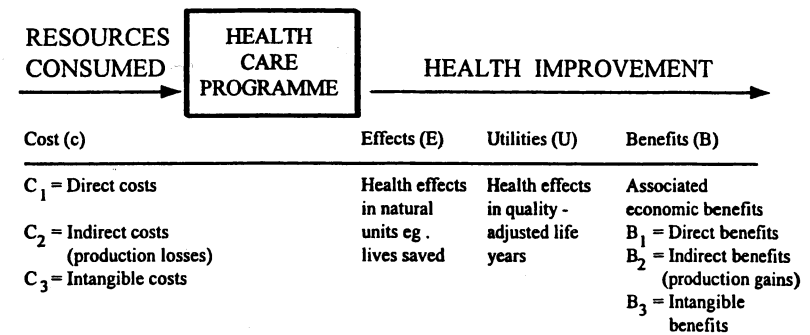 RESOURCES
CONSUMED
HEALTH
CARE
PROGRAMME
HEALTH IMPROVEMENT
Cost (c)
Effects (E)
Utilities (U)
Benefits (B)
C1 = Direct costs
C2 = Indirect costs
(production losses)
C3 = Intangible costs
Health effects
in natural
units eg .
lives saved
Health effects
in quality -
adjusted life
years
Associated
economic benefits
B1 = Direct benefits
B2 = Indirect benefits
(production gains)
B3 = Intangible
benefits